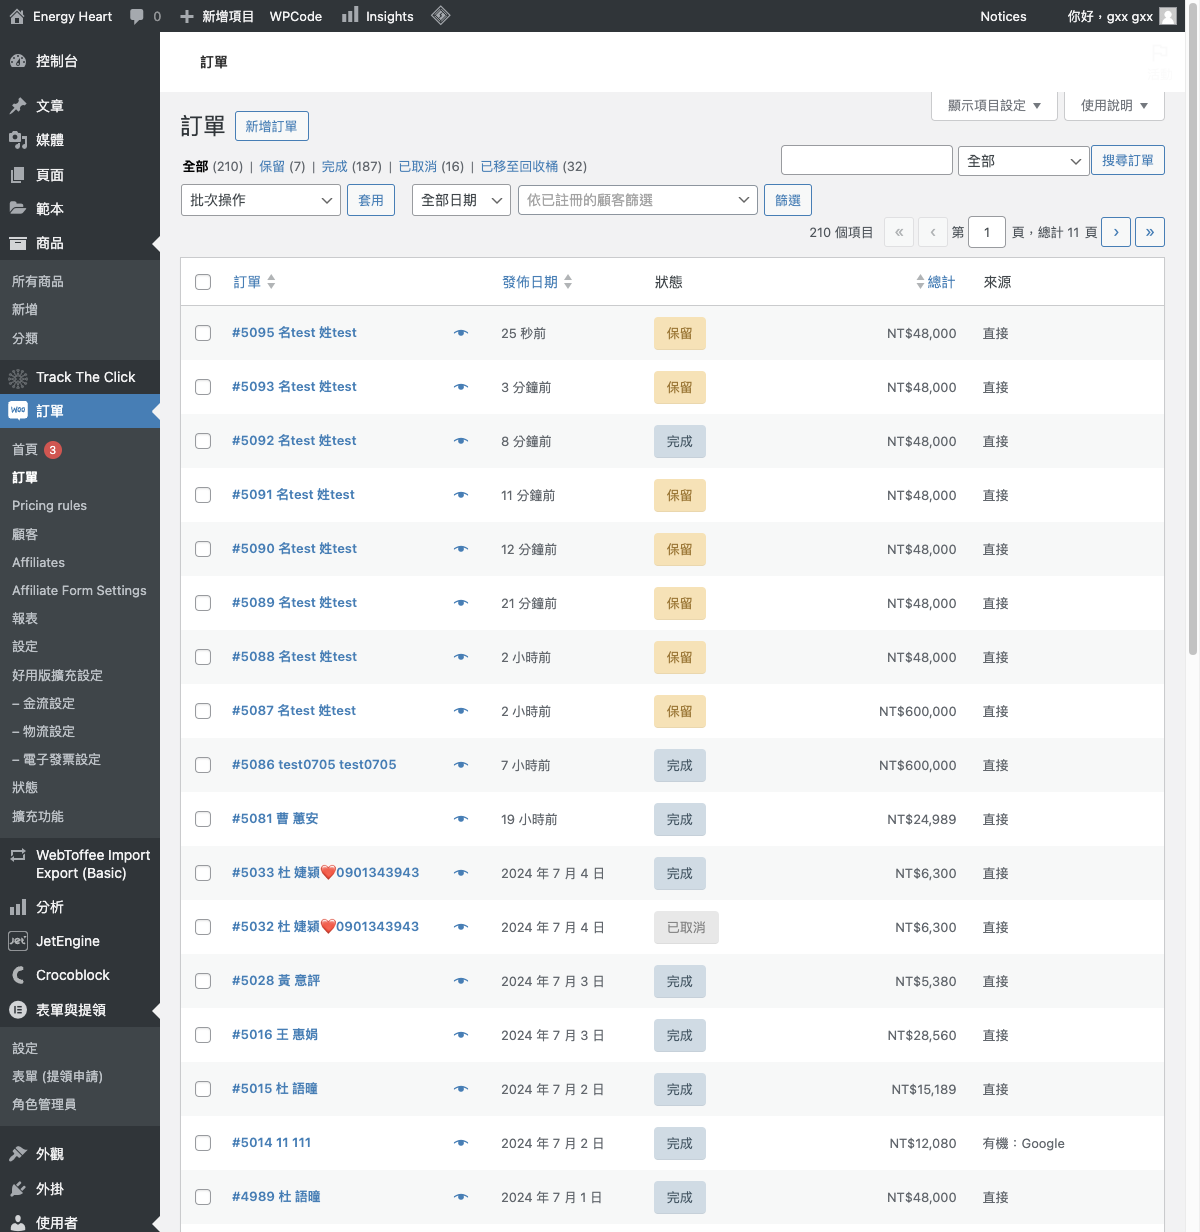 Energy Heart 0 新增項目 WPCode Insights Notices 你好，gxx gxx
控制台
文章
媒體
頁面
範本
商品
所有商品
新增
分類
Track The Click
訂單
首頁 3
訂單
Pricing rules
顧客
Affiliates
Affiliate Form Settings
報表
設定
好用版擴充設定
– 金流設定
– 物流設定
– 電子發票設定
狀態
擴充功能
WebToffee Import
Export (Basic)
分析
JetEngine
Crocoblock
表單與提領
設定
表單 (提領申請)
角色管理員
外觀
外掛
使用者
訂單
顯示項目設定 ▼ 使用說明 ▼
訂單 新增訂單
全部 (210) | 保留 (7) | 完成 (187) | 已取消 (16) | 已移至回收桶 (32)
全部 搜尋訂單
批次操作 套用 全部日期 依已註冊的顧客篩選 篩選
210 個項目 « ‹ 第 1 頁，總計 11 頁 › »
訂單 發佈日期 狀態 總計 來源
#5095 名test 姓test 25 秒前 保留 NT$48,000 直接
#5093 名test 姓test 3 分鐘前 保留 NT$48,000 直接
#5092 名test 姓test 8 分鐘前 完成 NT$48,000 直接
#5091 名test 姓test 11 分鐘前 保留 NT$48,000 直接
#5090 名test 姓test 12 分鐘前 保留 NT$48,000 直接
#5089 名test 姓test 21 分鐘前 保留 NT$48,000 直接
#5088 名test 姓test 2 小時前 保留 NT$48,000 直接
#5087 名test 姓test 2 小時前 保留 NT$600,000 直接
#5086 test0705 test0705 7 小時前 完成 NT$600,000 直接
#5081 曹 蕙安 19 小時前 完成 NT$24,989 直接
#5033 杜 婕潁❤️0901343943 2024 年 7 月 4 日 完成 NT$6,300 直接
#5032 杜 婕潁❤️0901343943 2024 年 7 月 4 日 已取消 NT$6,300 直接
#5028 黃 意評 2024 年 7 月 3 日 完成 NT$5,380 直接
#5016 王 惠娟 2024 年 7 月 3 日 完成 NT$28,560 直接
#5015 杜 語曈 2024 年 7 月 2 日 完成 NT$15,189 直接
#5014 11 111 2024 年 7 月 2 日 完成 NT$12,080 有機：Google
#4989 杜 語曈 2024 年 7 月 1 日 完成 NT$48,000 直接